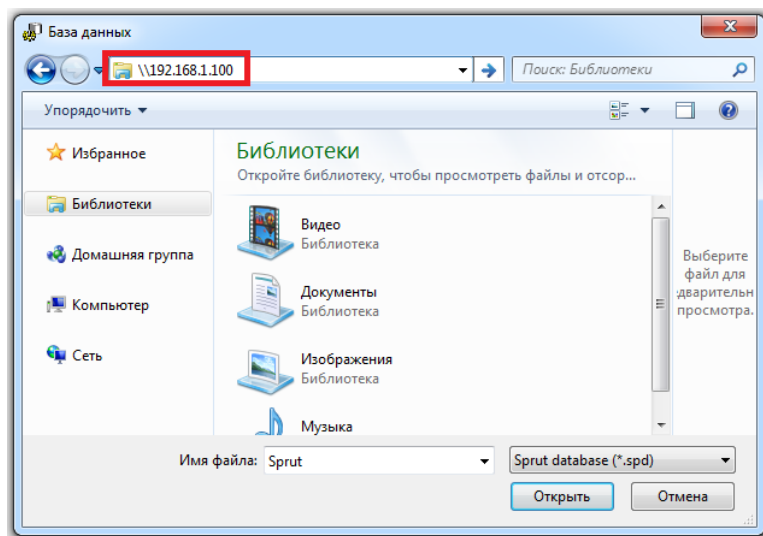 База данных
\\192.168.1.100
Поиск: Библиотеки
Упорядочить
Избранное
Библиотеки
Домашняя группа
Компьютер
Сеть
Библиотеки
Откройте библиотеку, чтобы просмотреть файлы и отсор...
Видео
Библиотека
Документы
Библиотека
Изображения
Библиотека
Музыка
Выберите
файл для
дварительн
просмотра.
Имя файла: Sprut
Sprut database (*.spd)
Открыть
Отмена